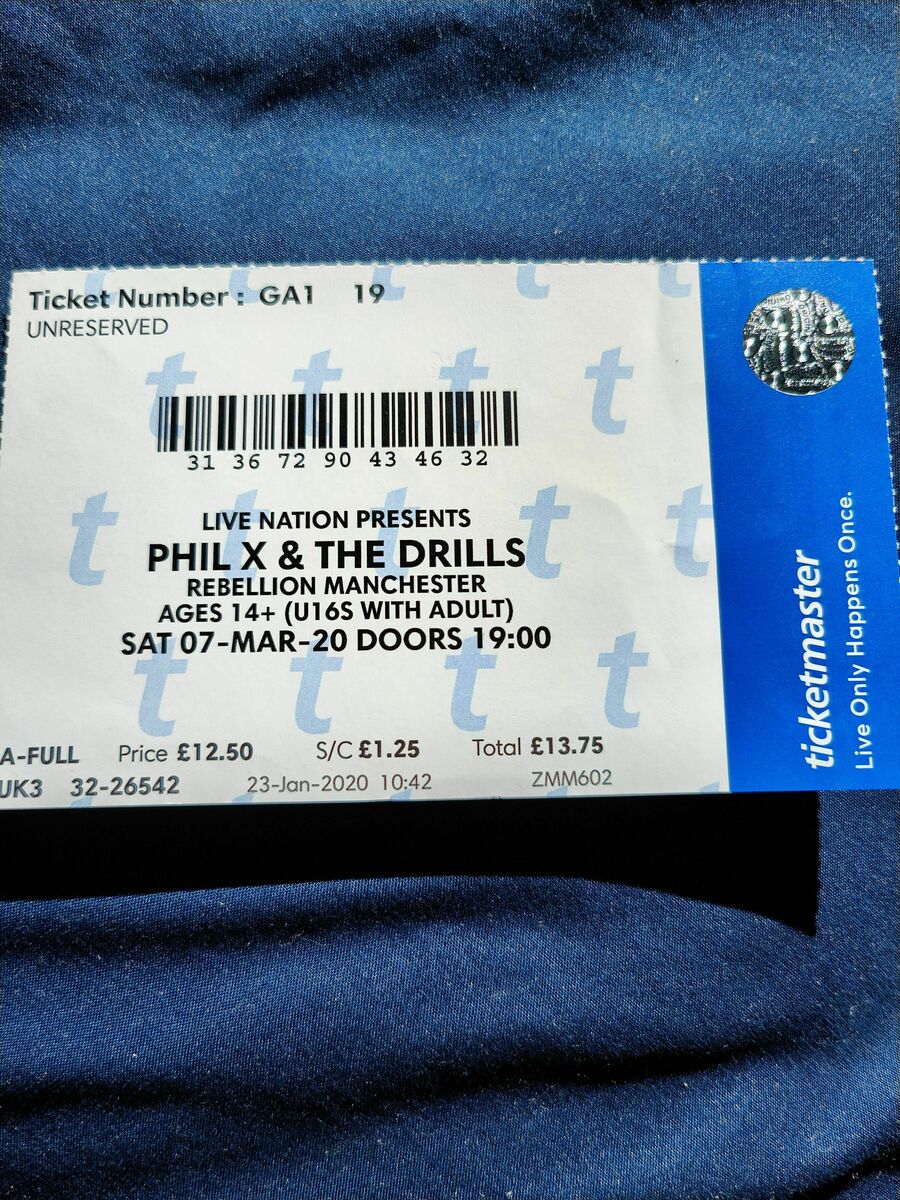 Ticket Number : GA1 19
UNRESERVED
31 36 72 90 43 46 32
LIVE NATION PRESENTS
PHIL X & THE DRILLS
REBELLION MANCHESTER
AGES 14+ (U16S WITH ADULT)
SAT 07-MAR-20 DOORS 19:00
A-FULL Price £12.50 S/C £1.25 Total £13.75
UK3 32-26542 23-Jan-2020 10:42 ZMM602
ticketmaster
Live Only Happens Once.